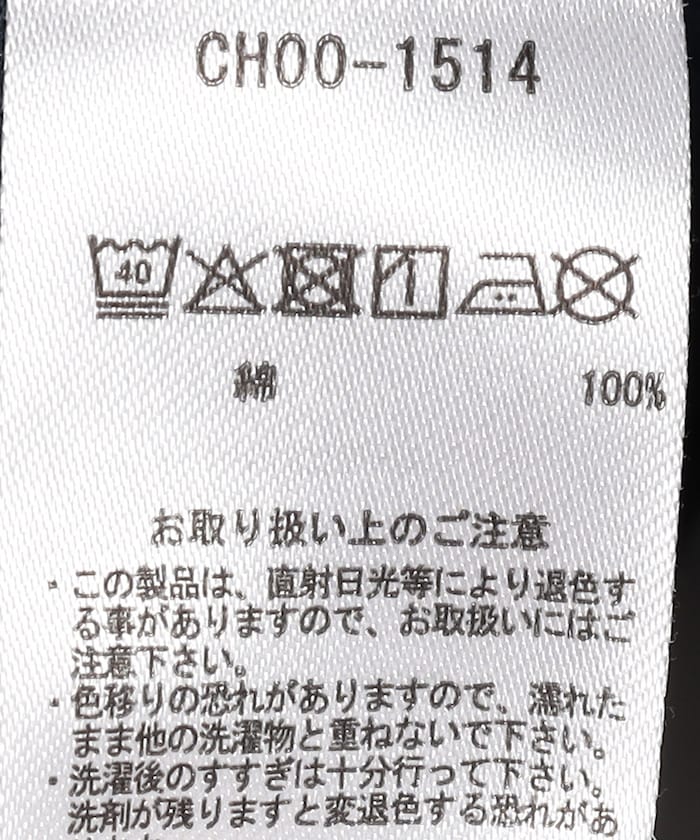 CH00-1514
40
綿 100%
お取り扱い上のご注意
・この製品は、直射日光等により退色す
る事がありますので、お取扱いにはご
注意下さい。
・色移りの恐れがありますので、濡れた
まま他の洗濯物と重ねないで下さい。
・洗濯後のすすぎは十分行って下さい。
洗剤が残りますと変退色する恐れがあ